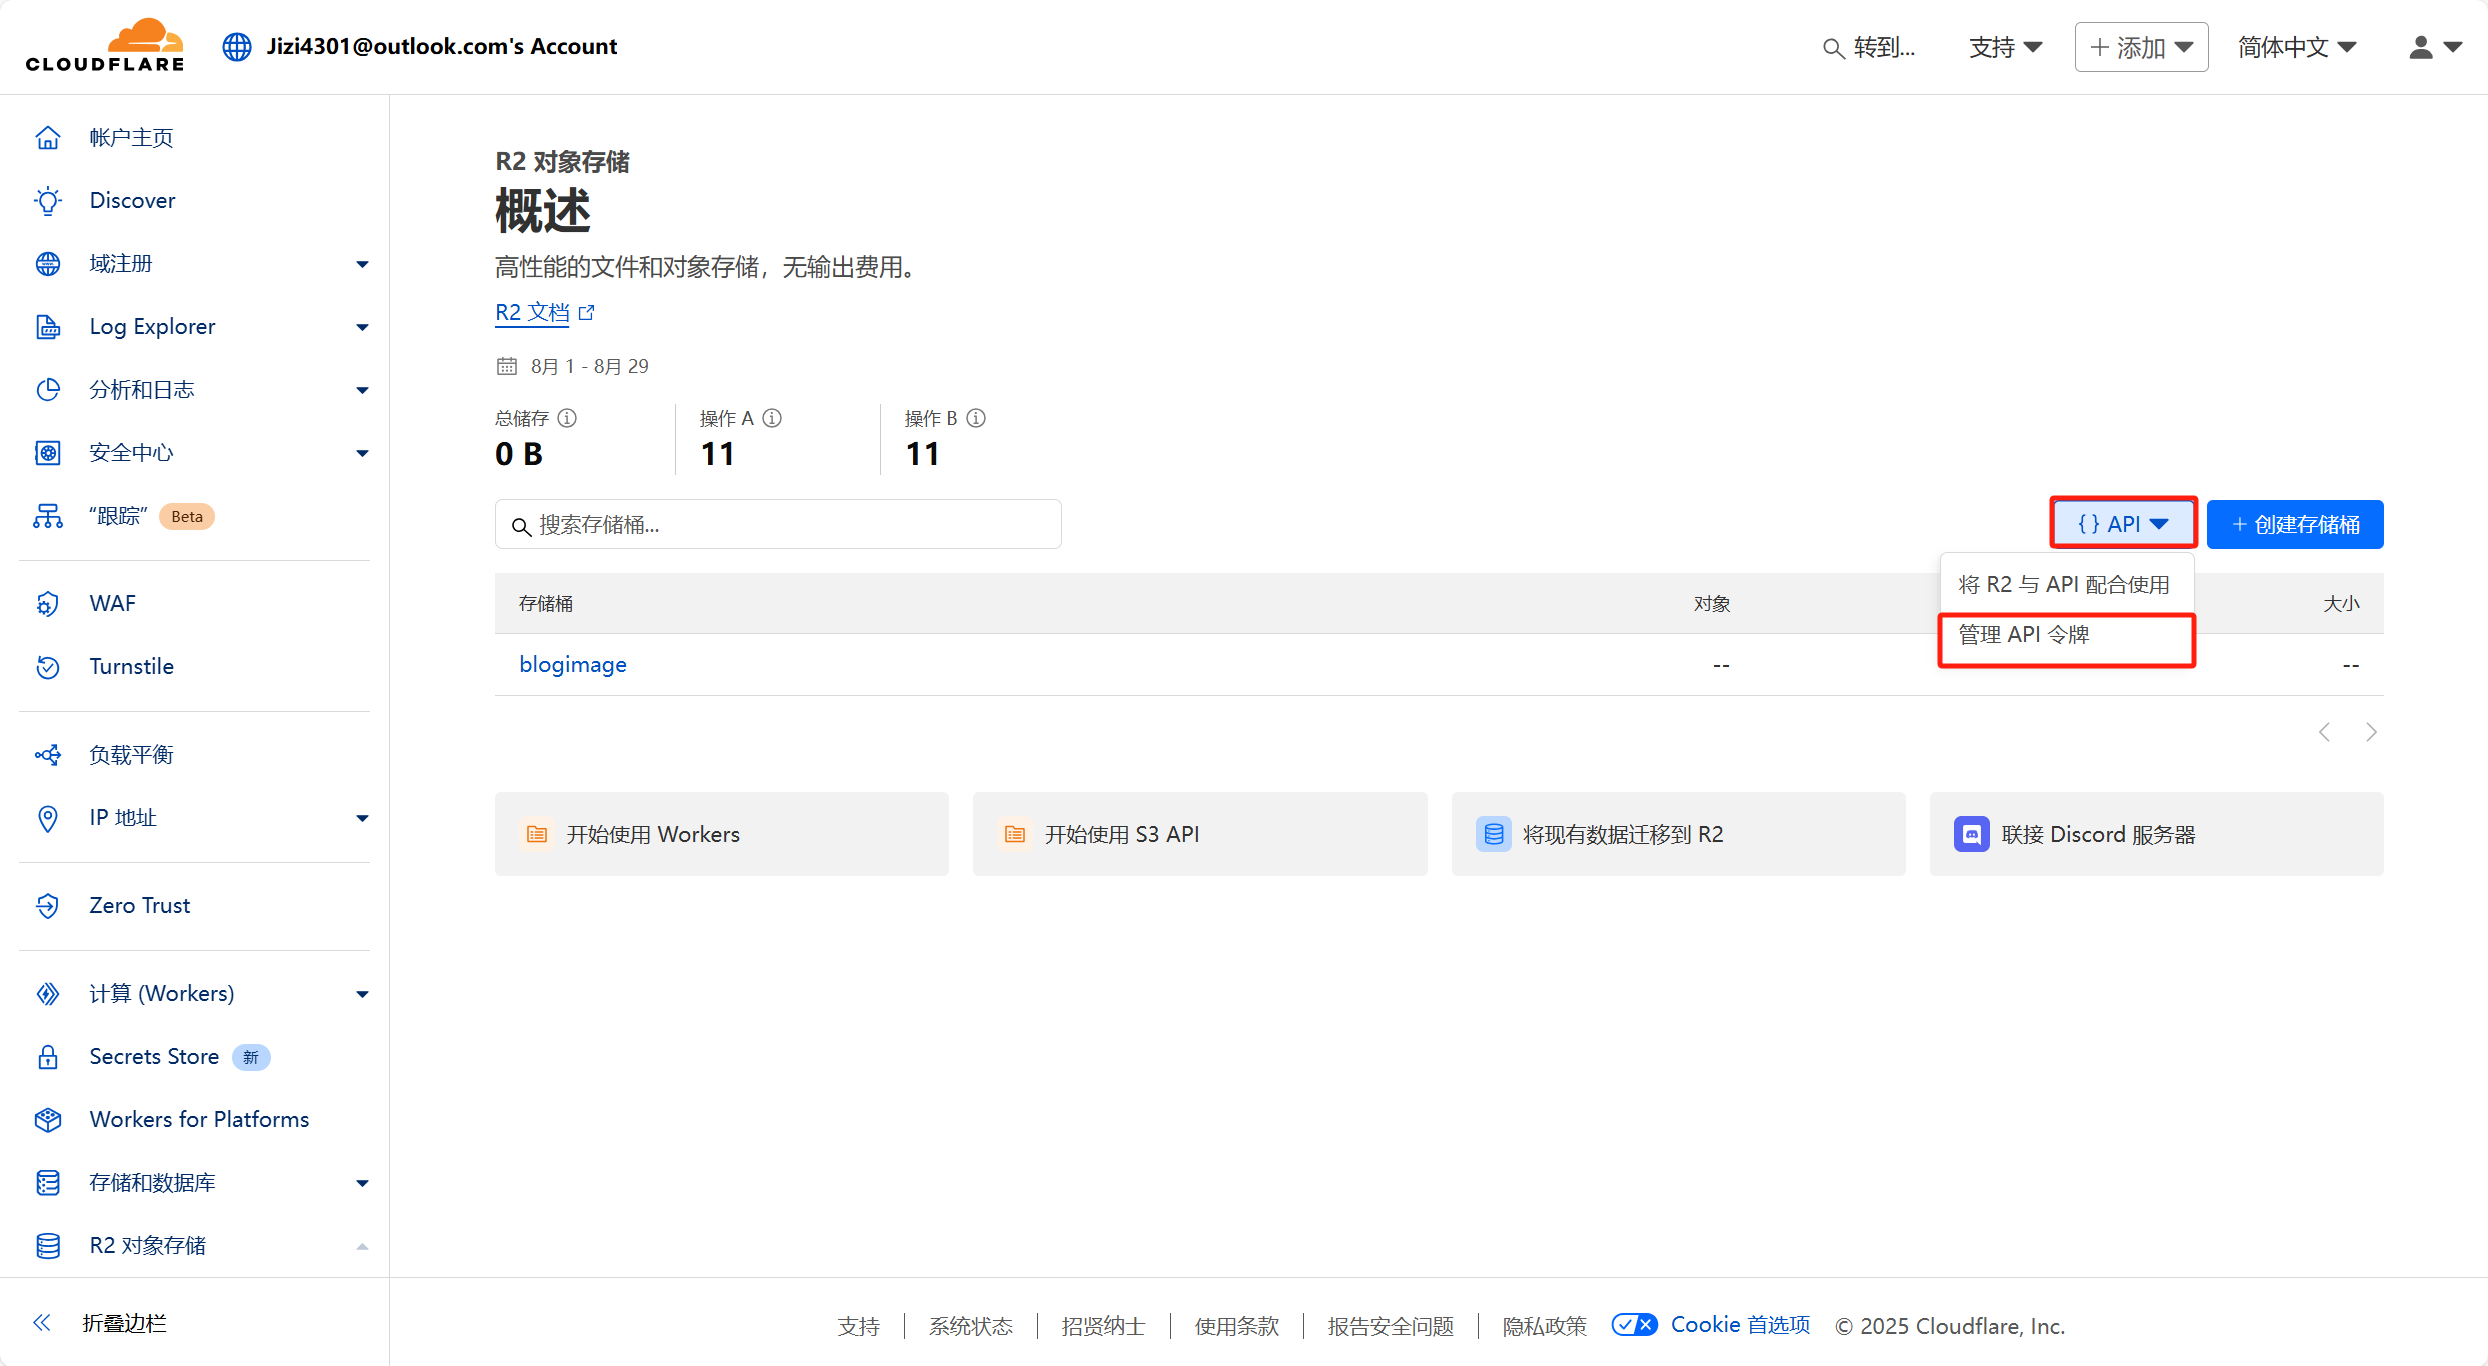 CLOUDFLARE
Jizi4301@outlook.com's Account
转到...
支持
+ 添加
简体中文
帐户主页
Discover
域注册
Log Explorer
分析和日志
安全中心
“跟踪” Beta
WAF
Turnstile
负载平衡
IP 地址
Zero Trust
计算 (Workers)
Secrets Store 新
Workers for Platforms
存储和数据库
R2 对象存储
折叠边栏
R2 对象存储
概述
高性能的文件和对象存储，无输出费用。
R2 文档
8月 1 - 8月 29
总储存
0 B
操作 A
11
操作 B
11
搜索存储桶...
{ } API
+ 创建存储桶
将 R2 与 API 配合使用
管理 API 令牌
存储桶 对象 大小
blogimage -- --
开始使用 Workers
开始使用 S3 API
将现有数据迁移到 R2
联接 Discord 服务器
支持 系统状态 招贤纳士 使用条款 报告安全问题 隐私政策 Cookie 首选项 © 2025 Cloudflare, Inc.